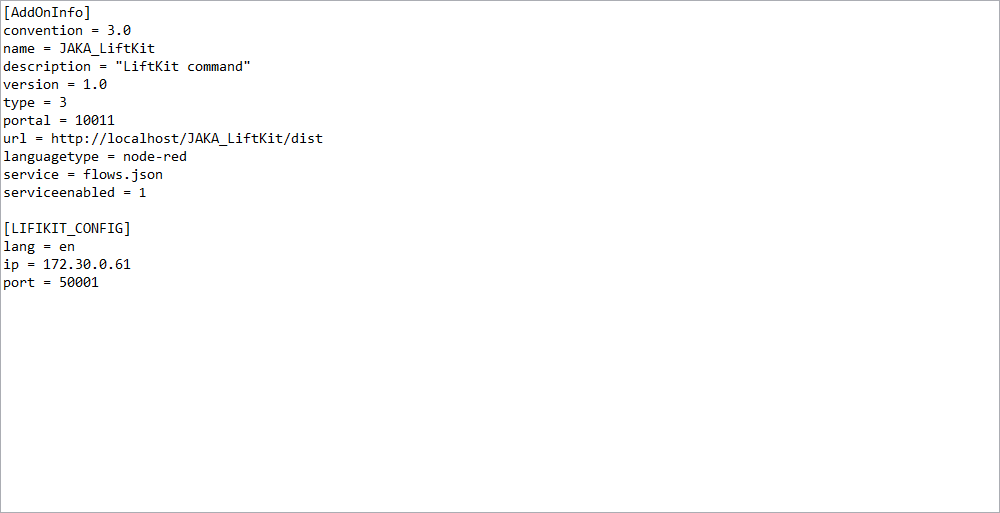 [AddOnInfo]
convention = 3.0
name = JAKA_LiftKit
description = "LiftKit command"
version = 1.0
type = 3
portal = 10011
url = http://localhost/JAKA_LiftKit/dist
languagetype = node-red
service = flows.json
serviceenabled = 1

[LIFIKIT_CONFIG]
lang = en
ip = 172.30.0.61
port = 50001